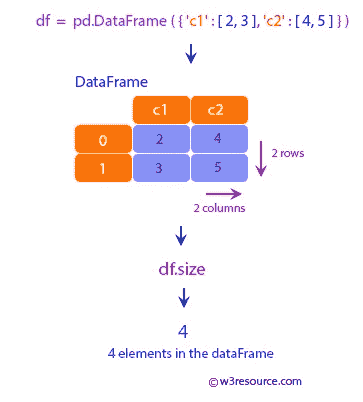 df = pd.DataFrame ({'c1':[2,3],'c2':[4,5]})
DataFrame
c1 c2
0 2 4
1 3 5
2 rows
2 columns
df.size
4
4 elements in the dataFrame
©w3resource.com